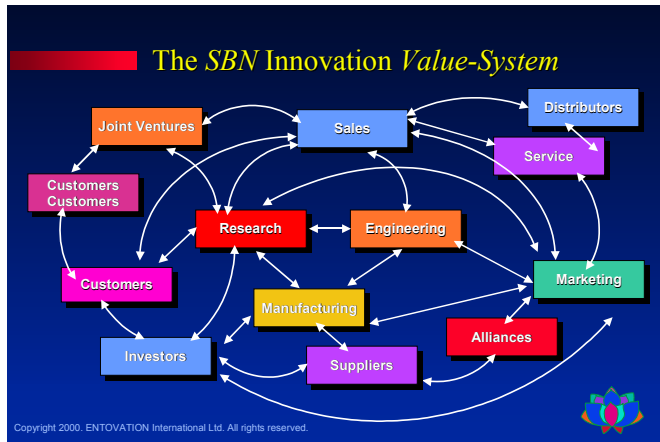 The SBN Innovation Value-System
Distributors
Joint Ventures
Sales
Service
Customers
Customers
Research
Engineering
Customers
Marketing
Manufacturing
Alliances
Investors
Suppliers
Copyright 2000. ENTOVATION International Ltd. All rights reserved.